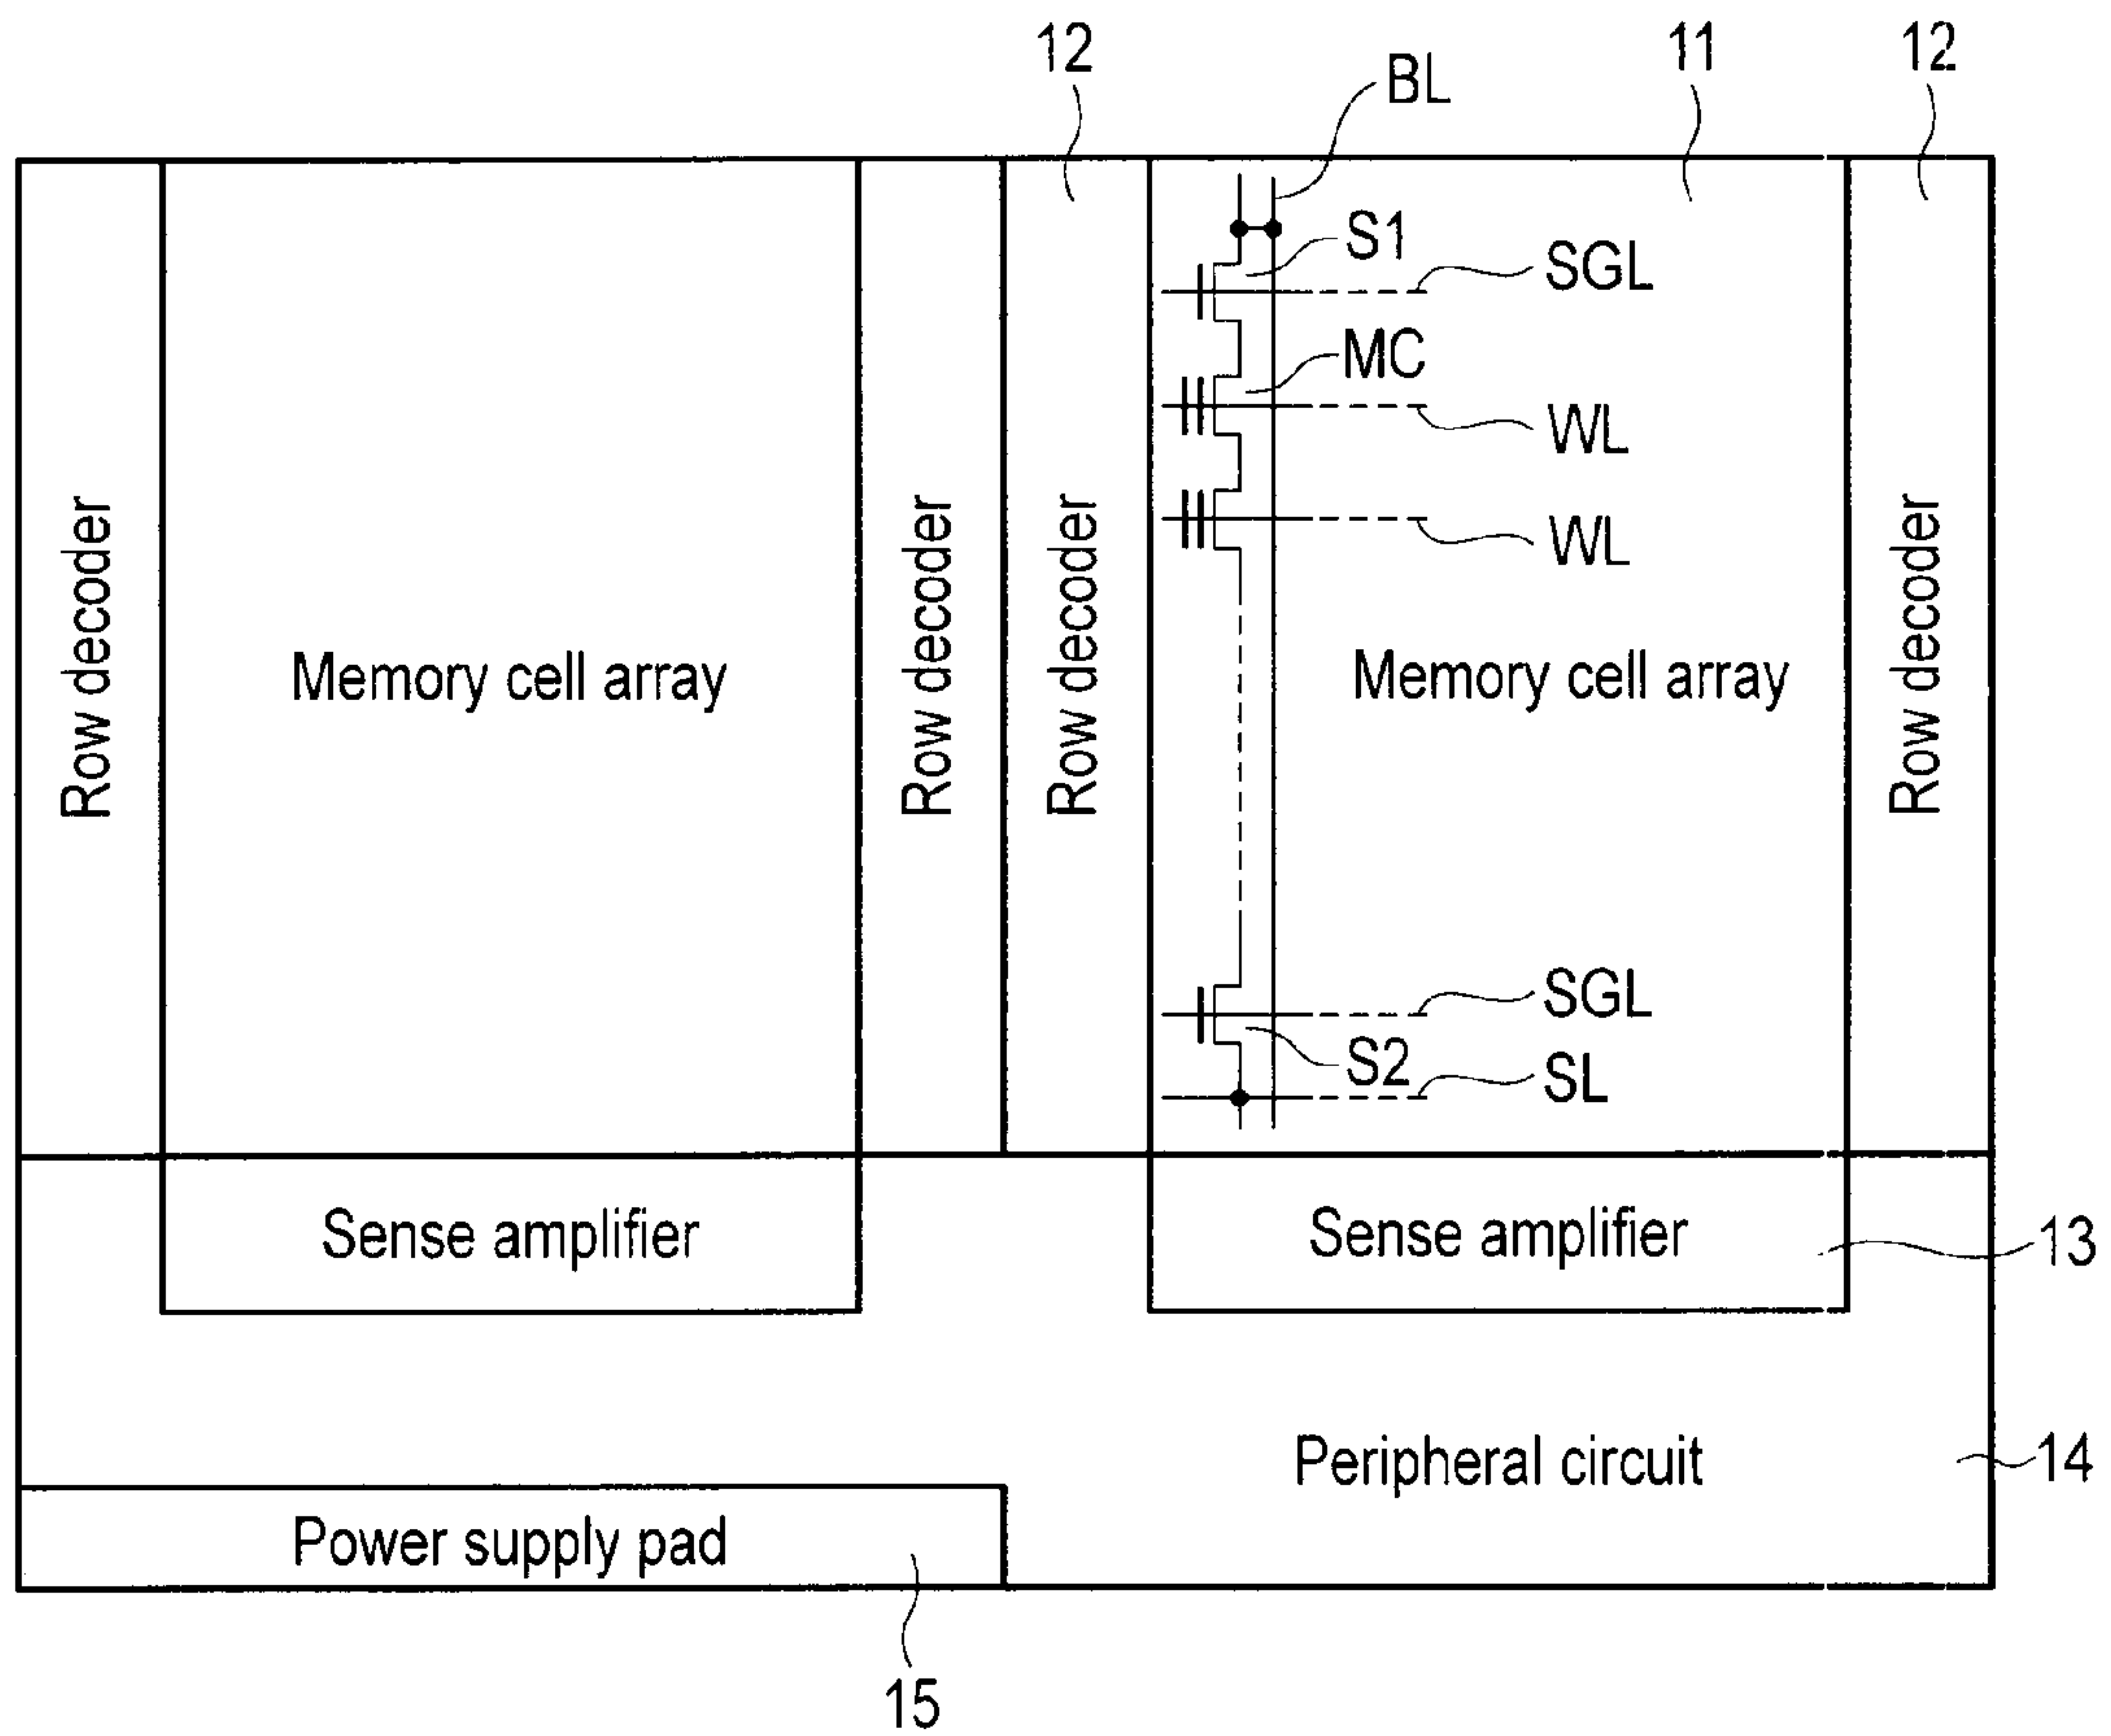 12
BL
11
12
S1
SGL
MC
WL
WL
Row decoder
Memory cell array
Row decoder
Row decoder
Memory cell array
Row decoder
SGL
S2
SL
Sense amplifier
Sense amplifier
13
Peripheral circuit
14
Power supply pad
15